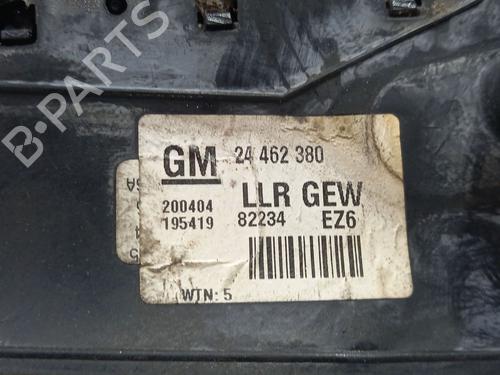 B-PARTS
GM 24 462 380
200404 LLR GEW
195419 82234 EZ6
WTN: 5